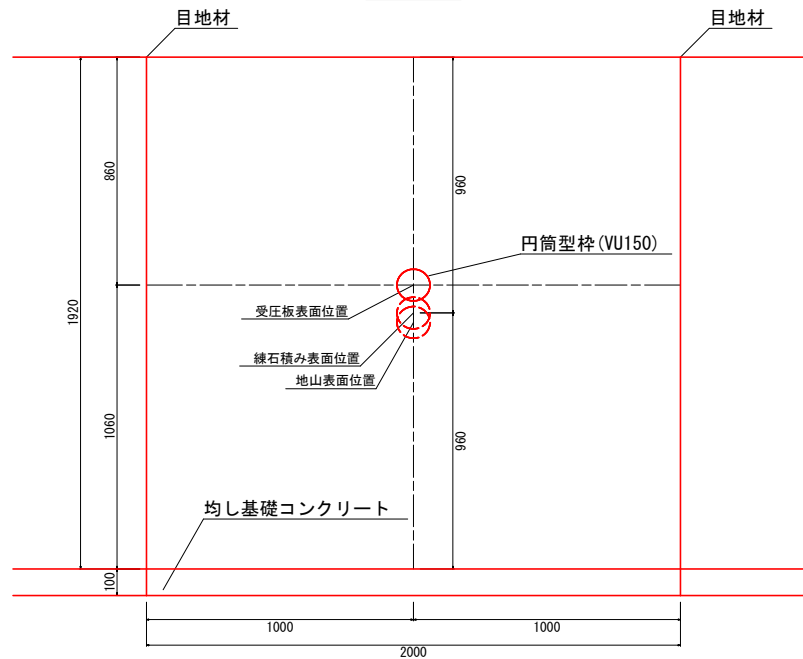 目地材
目地材
860
960
円筒型枠(VU150)
受圧板表面位置
1920
練石積み表面位置
地山表面位置
1060
960
均し基礎コンクリート
100
1000
1000
2000